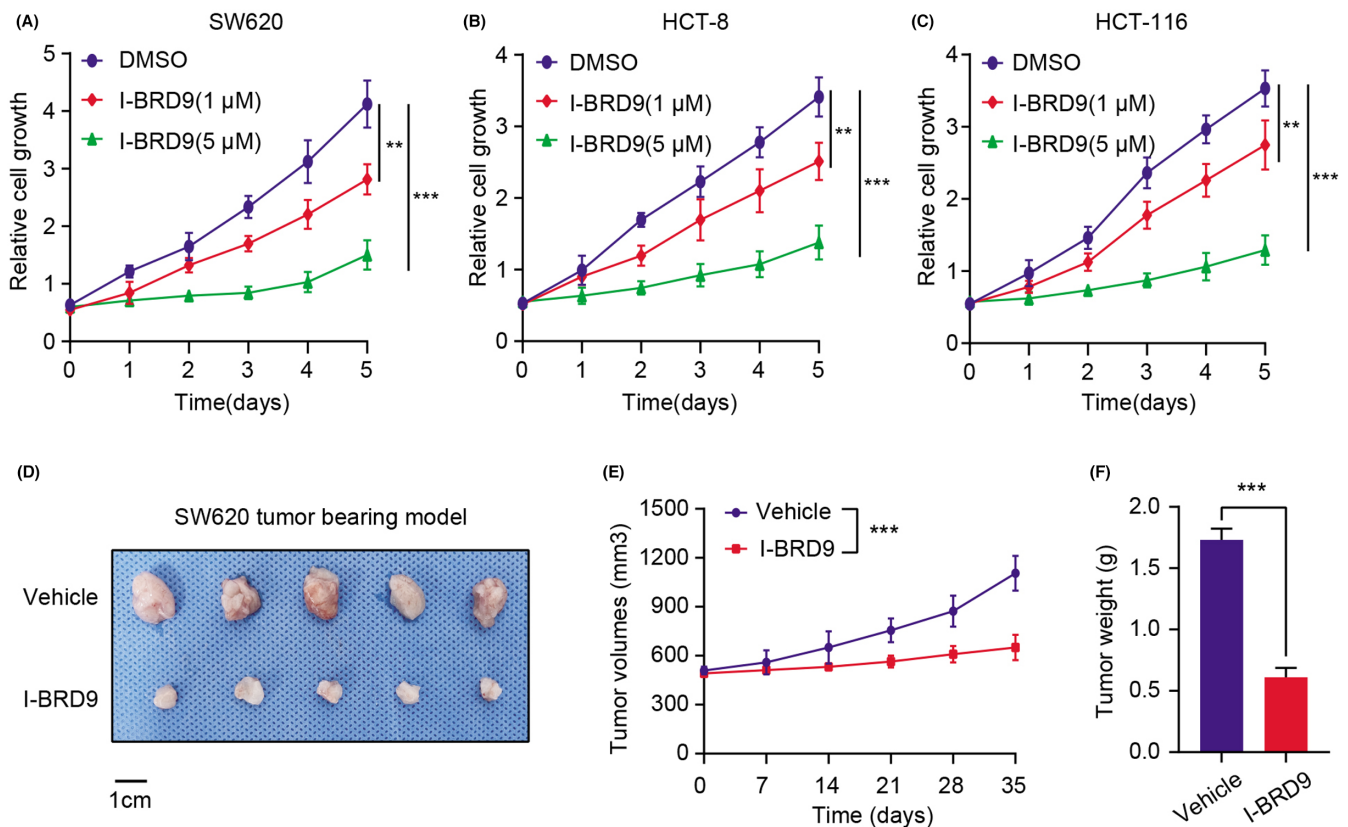 (A)
SW620
Relative cell growth
5
4
3
2
1
0
DMSO
I-BRD9(1 μM)
I-BRD9(5 μM)
**
***
0 1 2 3 4 5
Time(days)
(B)
HCT-8
Relative cell growth
4
3
2
1
0
DMSO
I-BRD9(1 μM)
I-BRD9(5 μM)
**
***
0 1 2 3 4 5
Time(days)
(C)
HCT-116
Relative cell growth
4
3
2
1
0
DMSO
I-BRD9(1 μM)
I-BRD9(5 μM)
**
***
0 1 2 3 4 5
Time(days)
(D)
SW620 tumor bearing model
Vehicle
I-BRD9
1cm
(E)
Tumor volumes (mm3)
1500
1200
900
600
300
0
Vehicle
I-BRD9
***
0 7 14 21 28 35
Time (days)
(F)
Tumor weight (g)
2.0
1.5
1.0
0.5
0.0
***
Vehicle
I-BRD9